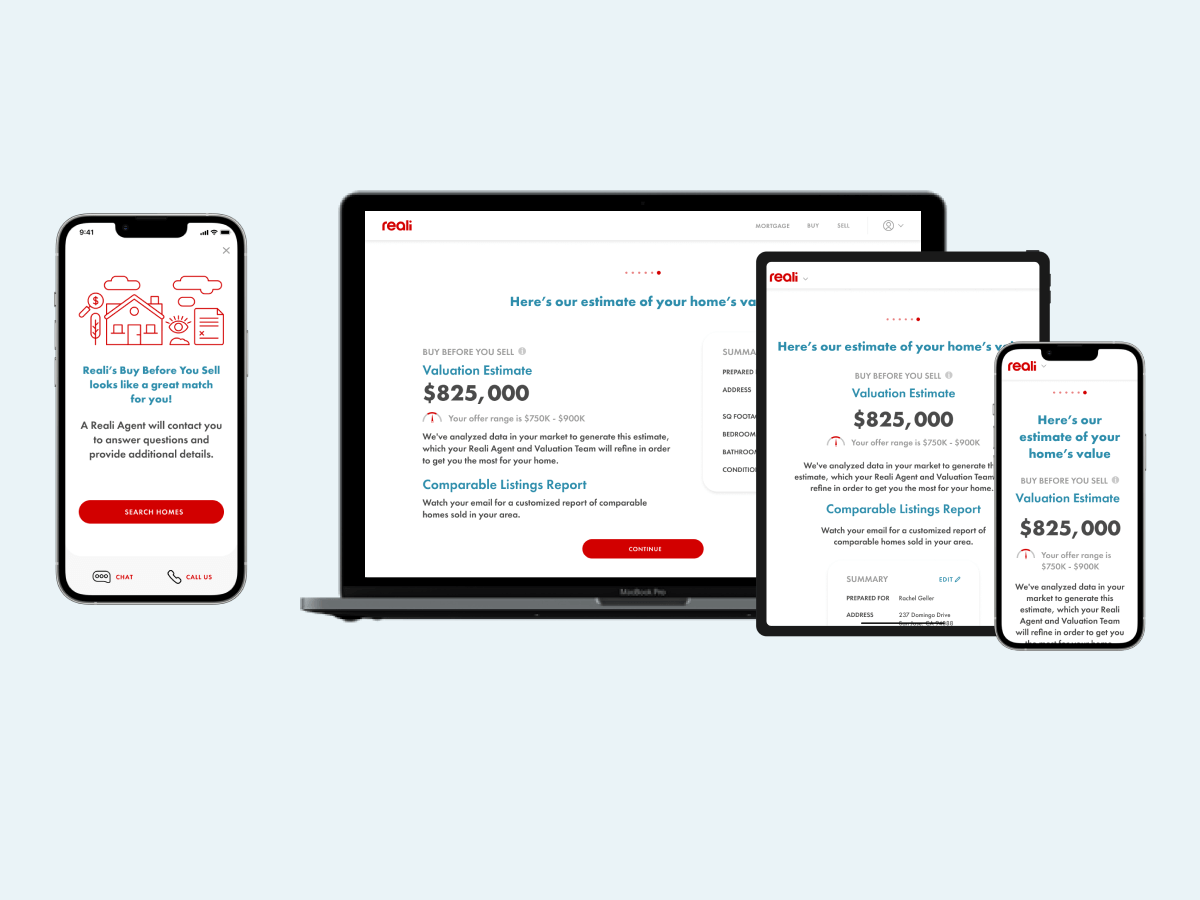 9:41
Reali's Buy Before You Sell
looks like a great match
for you!
A Reali Agent will contact you
to answer questions and
provide additional details.
SEARCH HOMES
CHAT
CALL US
reali
MORTGAGE BUY SELL
Here's our estimate of your home's va
BUY BEFORE YOU SELL
Valuation Estimate
$825,000
Your offer range is $750K - $900K
We've analyzed data in your market to generate this estimate,
which your Reali Agent and Valuation Team will refine in order
to get you the most for your home.
Comparable Listings Report
Watch your email for a customized report of comparable
homes sold in your area.
CONTINUE
SUMMA
PREPARED
ADDRESS
SQ FOOTA
BEDROOM
BATHROOM
CONDITIO
MacBook Pro
reali
Here's our estimate of your home's va
BUY BEFORE YOU SELL
Valuation Estimate
$825,000
Your offer range is $750K - $900K
We've analyzed data in your market to generate th
estimate, which your Reali Agent and Valuation Team
refine in order to get you the most for your home.
Comparable Listings Report
Watch your email for a customized report of
comparable homes sold in your area.
SUMMARY EDIT
PREPARED FOR Rachel Geller
ADDRESS 237 Domingo Drive
reali
Here's our
estimate of your
home's value
BUY BEFORE YOU SELL
Valuation Estimate
$825,000
Your offer range is
$750K - $900K
We've analyzed data in your
market to generate this
estimate, which your Reali
Agent and Valuation Team
will refine in order to get you
the most for your home.